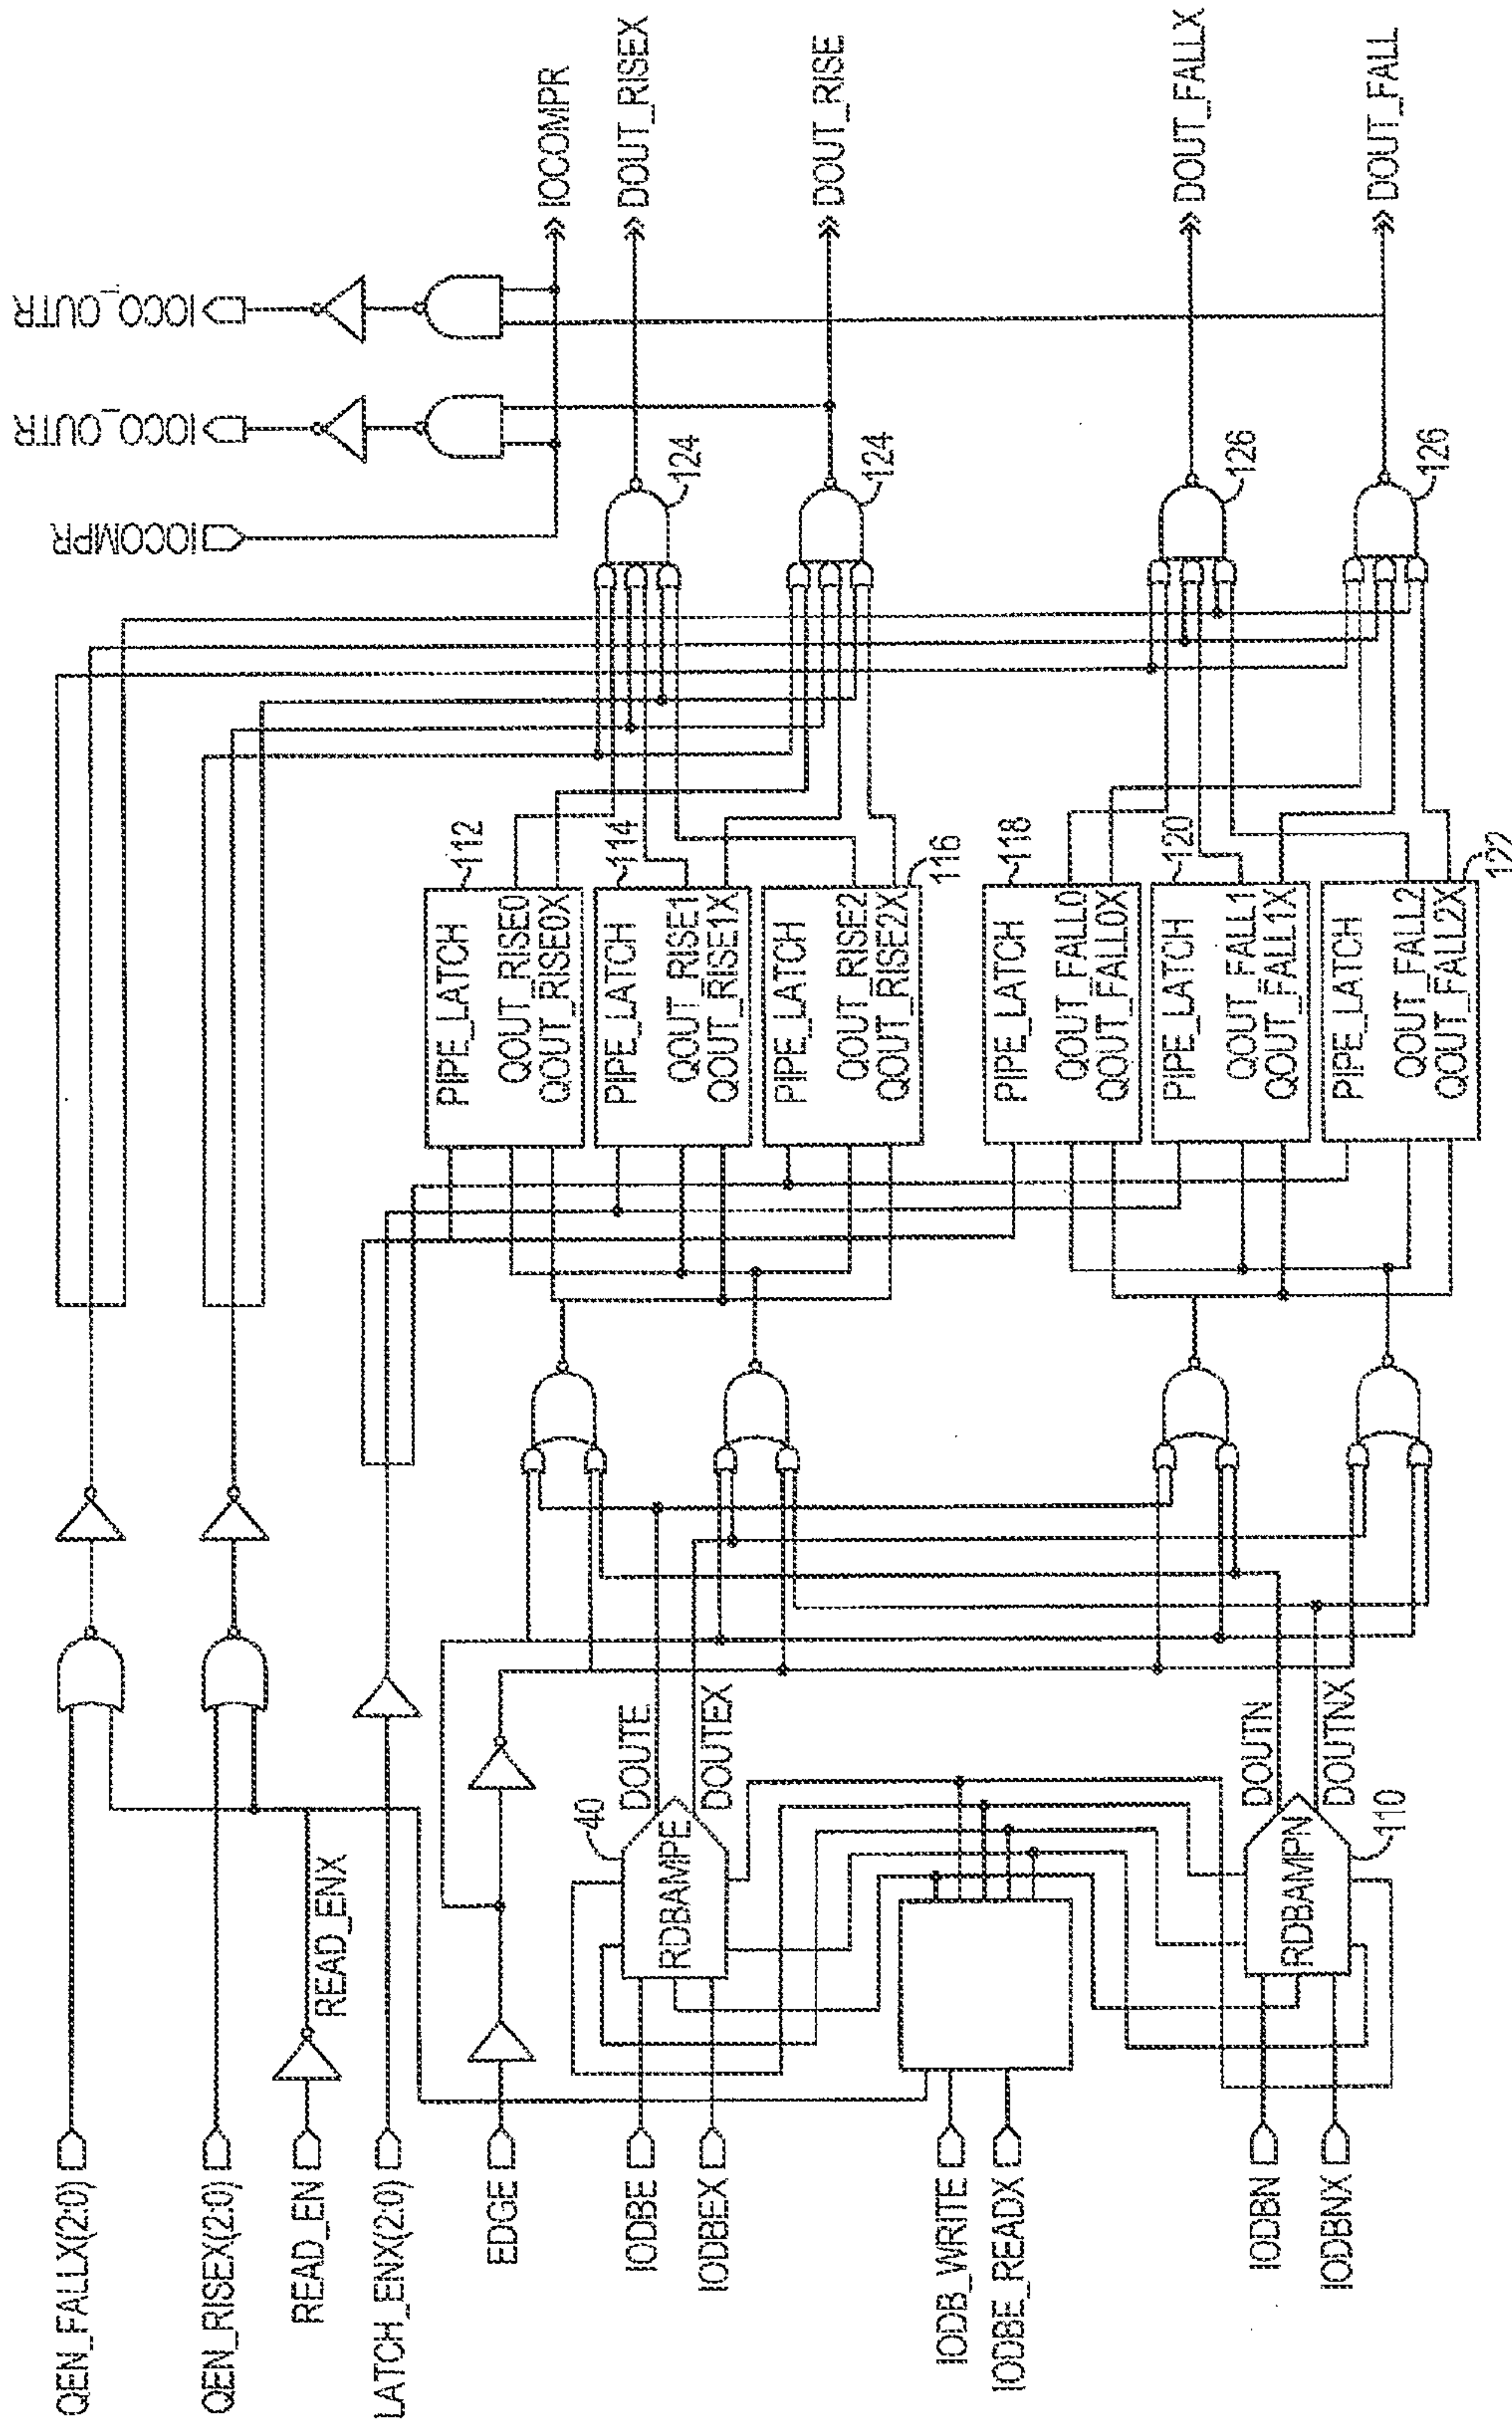 QEN_FALLX(2:0)
QEN_RISEX(2:0)
READ_EN
READ_ENX
LATCH_ENX(2:0)
EDGE
IODBE
IODBEX
IODB_WRITE
IODBE_READX
IODBN
IODBNX
40
RDBAMPE
DOUTE
DOUTEX
RDBAMPN
110
DOUTN
DOUTNX
PIPE_LATCH
112
QOUT_RISE0
QOUT_RISE0X
PIPE_LATCH
114
QOUT_RISE1
QOUT_RISE1X
PIPE_LATCH
QOUT_RISE2
QOUT_RISE2X
116
PIPE_LATCH
118
QOUT_FALL0
QOUT_FALL0X
PIPE_LATCH
120
QOUT_FALL1
QOUT_FALL1X
PIPE_LATCH
QOUT_FALL2
QOUT_FALL2X
122
124
124
126
126
IOCOMPR
IOCO_OUTR
IOCO_OUTR
IOCOMPR
DOUT_RISEX
DOUT_RISE
DOUT_FALLX
DOUT_FALL